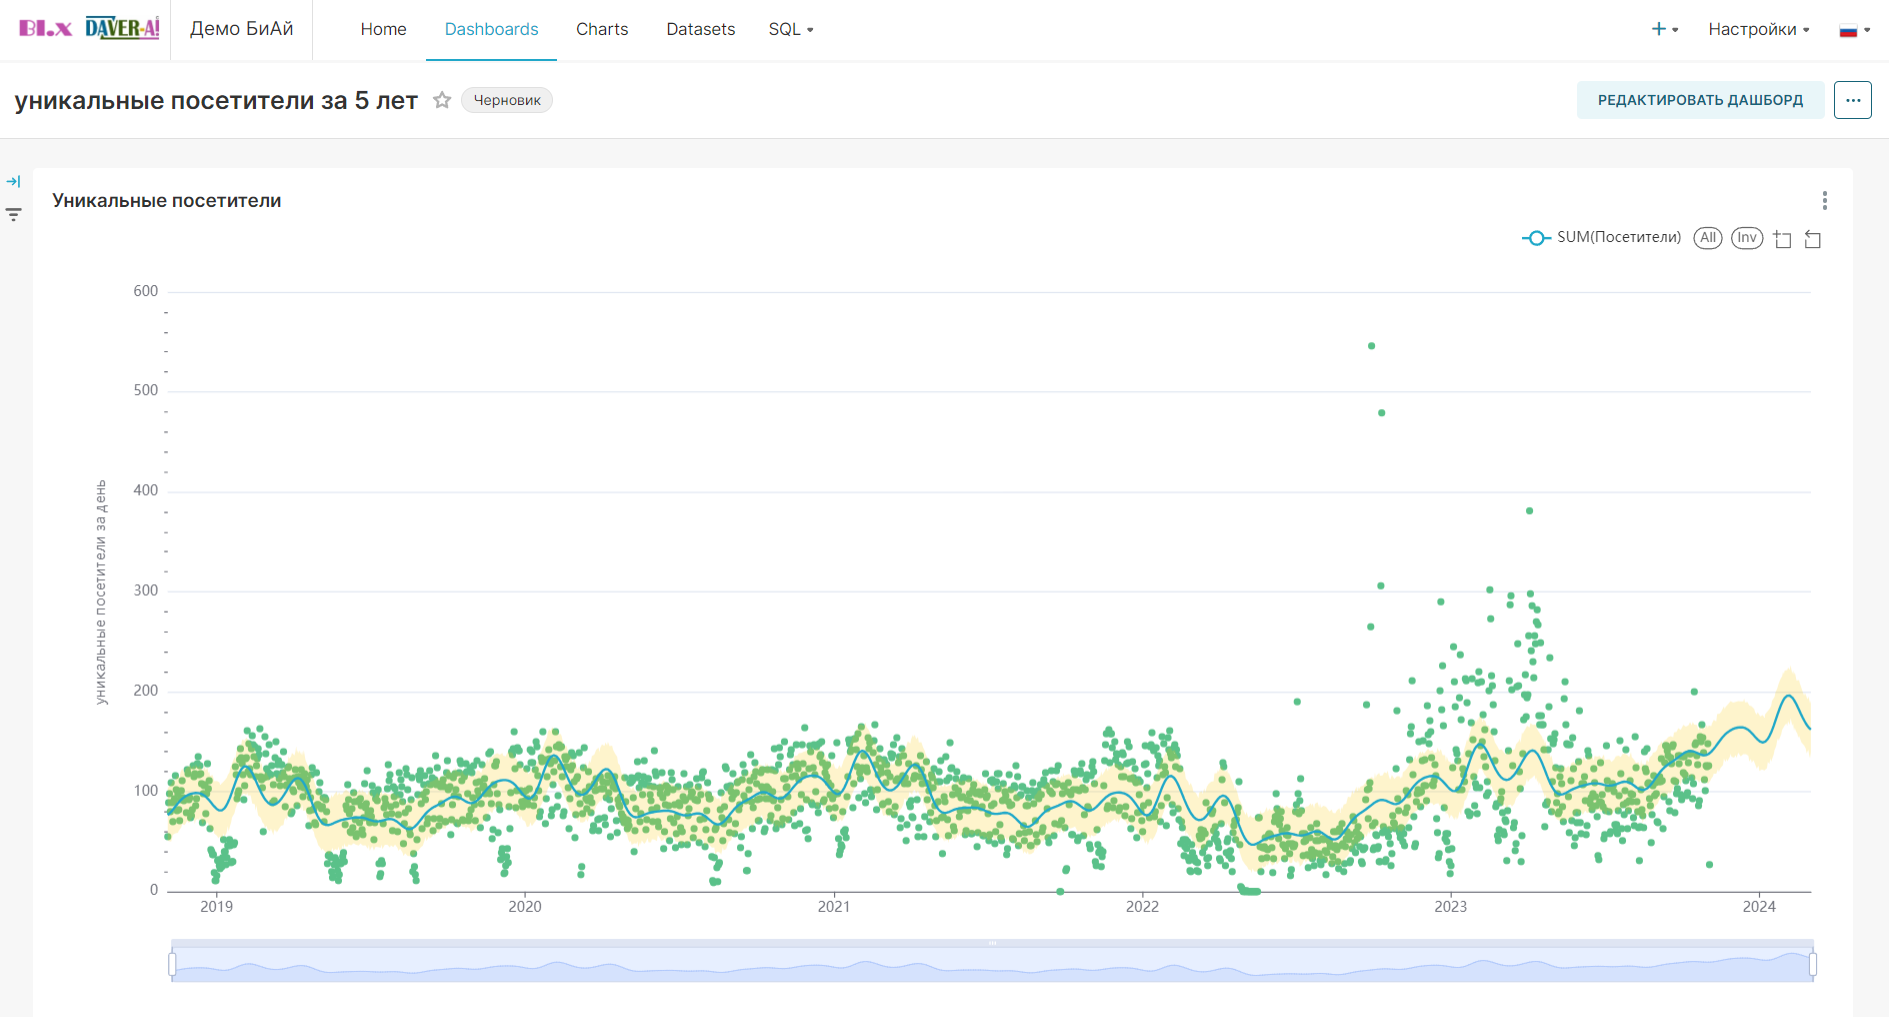 BI.X DAVER-AI Демо БиАй Home Dashboards Charts Datasets SQL + Настройки
уникальные посетители за 5 лет Черновик РЕДАКТИРОВАТЬ ДАШБОРД ...
Уникальные посетители
SUM(Посетители) All Inv
уникальные посетители за день
600
500
400
300
200
100
0
2019 2020 2021 2022 2023 2024